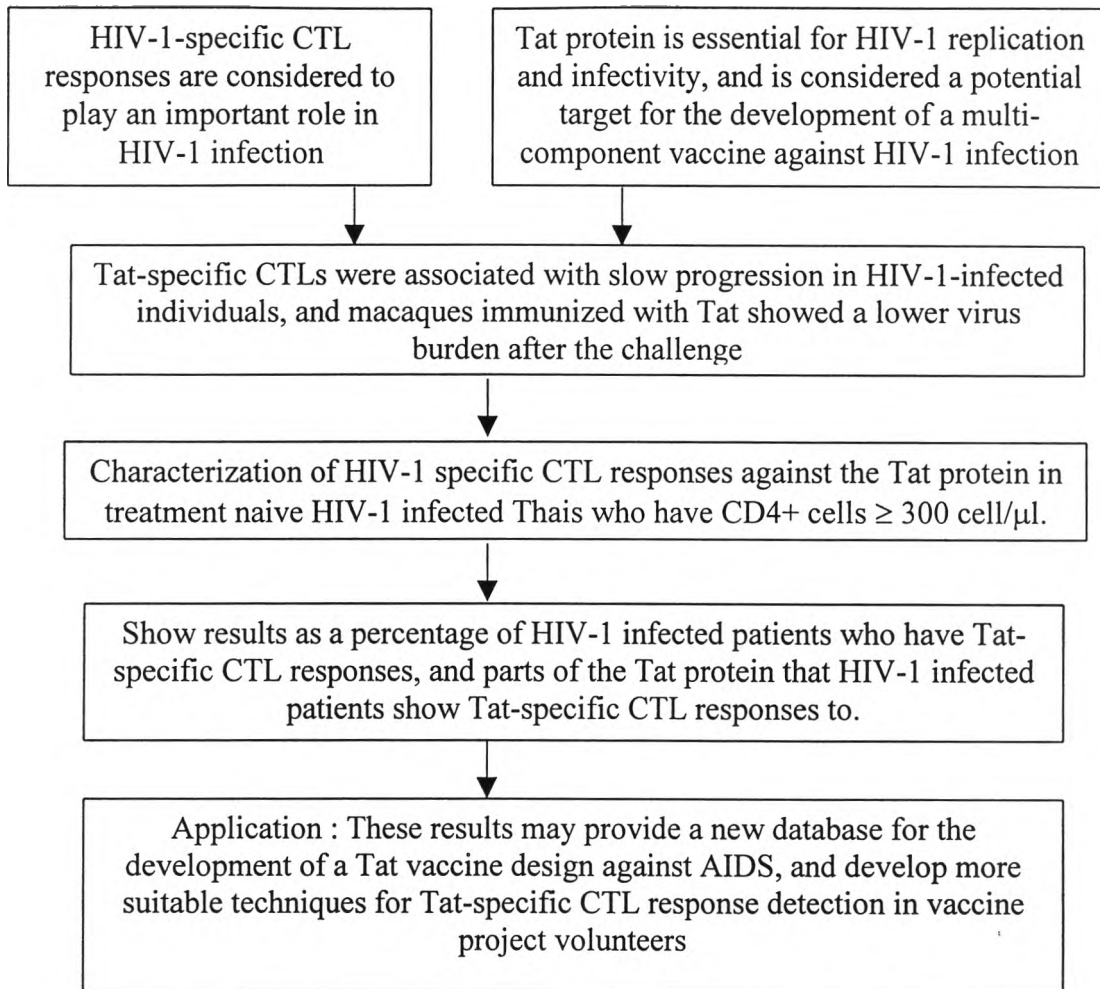 HIV-1-specific CTL
responses are considered to
play an important role in
HIV-1 infection
Tat protein is essential for HIV-1 replication
and infectivity, and is considered a potential
target for the development of a multi-
component vaccine against HIV-1 infection
Tat-specific CTLs were associated with slow progression in HIV-1-infected
individuals, and macaques immunized with Tat showed a lower virus
burden after the challenge
Characterization of HIV-1 specific CTL responses against the Tat protein in
treatment naive HIV-1 infected Thais who have CD4+ cells ≥ 300 cell/µl.
Show results as a percentage of HIV-1 infected patients who have Tat-
specific CTL responses, and parts of the Tat protein that HIV-1 infected
patients show Tat-specific CTL responses to.
Application : These results may provide a new database for the
development of a Tat vaccine design against AIDS, and develop more
suitable techniques for Tat-specific CTL response detection in vaccine
project volunteers